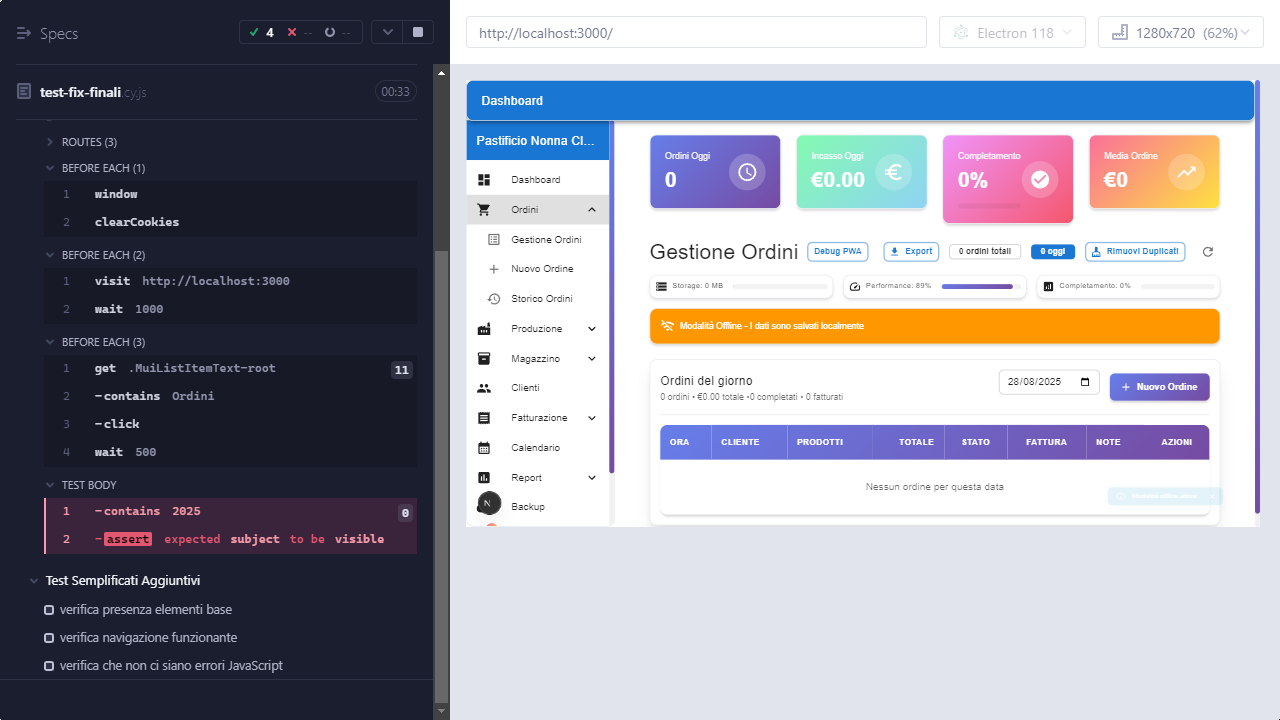 Specs
4
--
--
test-fix-finali.cy.js
00:33
ROUTES (3)
BEFORE EACH (1)
1 window
2 clearCookies
BEFORE EACH (2)
1 visit http://localhost:3000
2 wait 1000
BEFORE EACH (3)
1 get .MuiListItemText-root 11
2 -contains Ordini
3 -click
4 wait 500
TEST BODY
1 -contains 2025 0
2 -assert expected subject to be visible
Test Semplificati Aggiuntivi
verifica presenza elementi base
verifica navigazione funzionante
verifica che non ci siano errori JavaScript
http://localhost:3000/
Electron 118
1280x720 (62%)
Dashboard
Pastificio Nonna Cl...
Dashboard
Ordini
Gestione Ordini
Nuovo Ordine
Storico Ordini
Produzione
Magazzino
Clienti
Fatturazione
Calendario
Report
N
Backup
Ordini Oggi
0
Incasso Oggi
€0.00
Completamento
0%
Media Ordine
€0
Gestione Ordini
Debug PWA
Export
0 ordini totali
0 oggi
Rimuovi Duplicati
Storage: 0 MB
Performance: 89%
Completamento: 0%
Modalità Offline - I dati sono salvati localmente
Ordini del giorno
0 ordini • €0.00 totale •0 completati • 0 fatturati
28/08/2025
Nuovo Ordine
ORA CLIENTE PRODOTTI TOTALE STATO FATTURA NOTE AZIONI
Nessun ordine per questa data